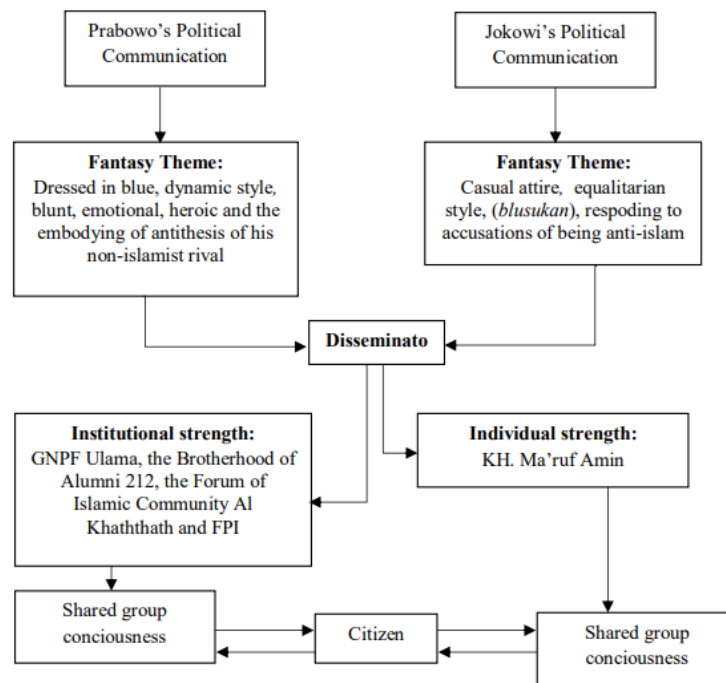 Prabowo's Political
Communication
Jokowi's Political
Communication
Fantasy Theme:
Dressed in blue, dynamic style,
blunt, emotional, heroic and the
embodying of antithesis of his
non-islamist rival
Fantasy Theme:
Casual attire, equalitarian
style, (blusukan), respoding to
accusations of being anti-islam
Disseminato
Institutional strength:
GNPF Ulama, the Brotherhood of
Alumni 212, the Forum of
Islamic Community Al
Khaththath and FPI
Individual strength:
KH. Ma'ruf Amin
Shared group
conciousness
Citizen
Shared group
conciousness